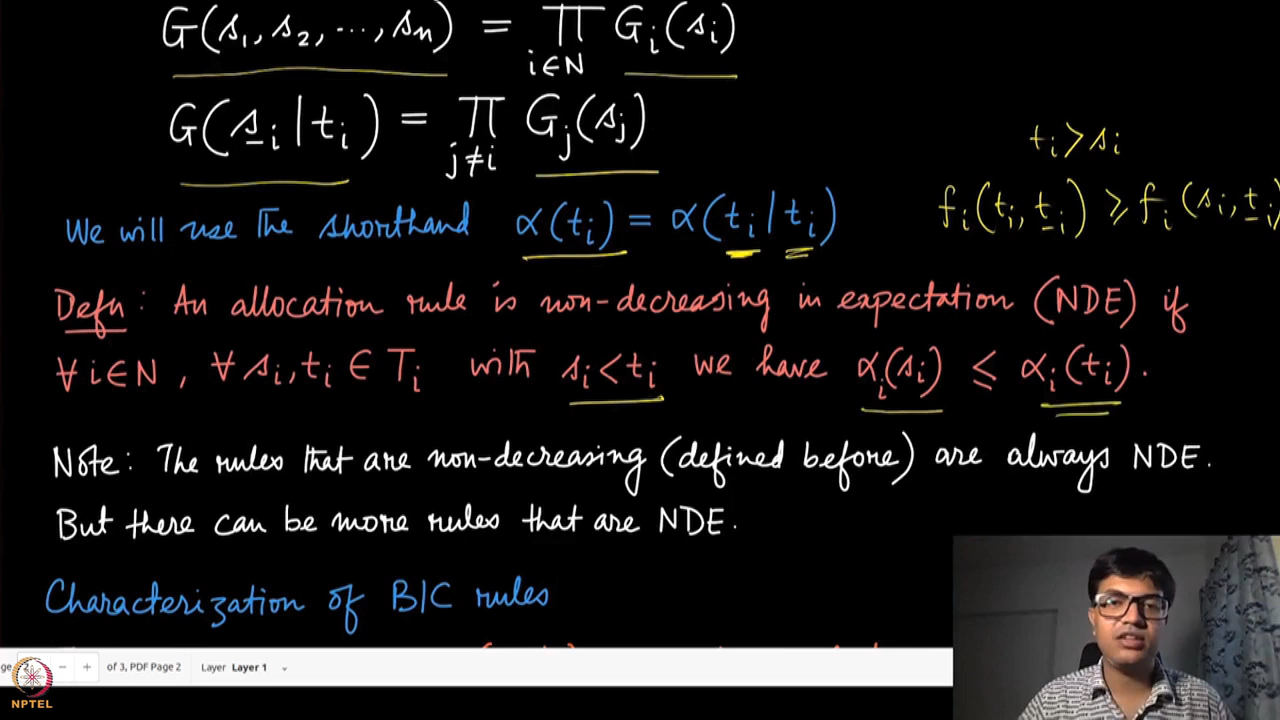 G(s₁, s₂, ..., sₙ) = ∏_{i∈N} Gᵢ(sᵢ)
G(s̲ᵢ | tᵢ) = ∏_{j≠i} Gⱼ(sⱼ)
tᵢ > sᵢ
fᵢ(tᵢ, t̲ᵢ) ⩾ fᵢ(sᵢ, t̲ᵢ)
We will use the shorthand α(tᵢ) = α(tᵢ | tᵢ)
Defn: An allocation rule is non-decreasing in expectation (NDE) if
∀ i∈N, ∀ sᵢ, tᵢ ∈ Tᵢ with sᵢ < tᵢ we have αᵢ(sᵢ) ⩽ αᵢ(tᵢ).
Note: The rules that are non-decreasing (defined before) are always NDE.
But there can be more rules that are NDE.
Characterization of BIC rules
ge 2 − + of 3, PDF Page 2 Layer Layer 1
NPTEL